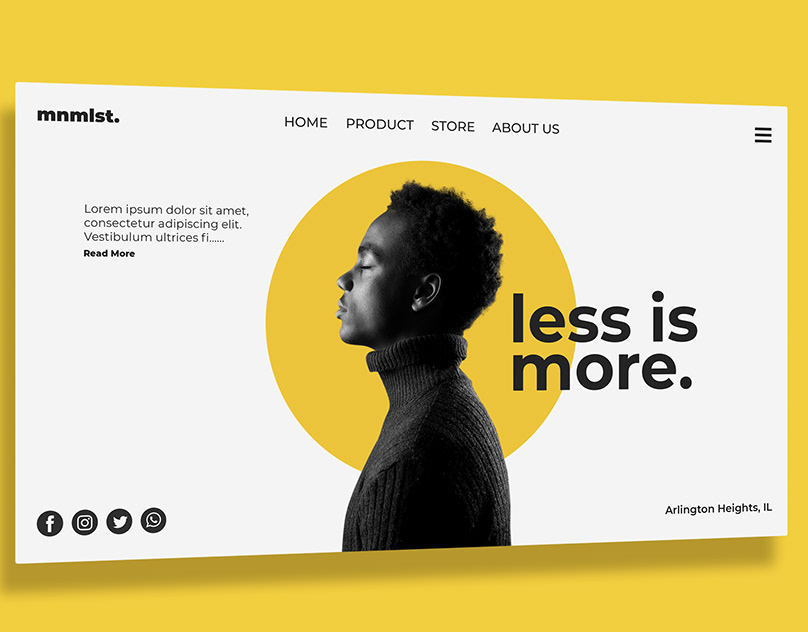 mnmlst.
HOME PRODUCT STORE ABOUT US
Lorem ipsum dolor sit amet,
consectetur adipiscing elit.
Vestibulum ultrices fi......
Read More
less is
more.
Arlington Heights, IL